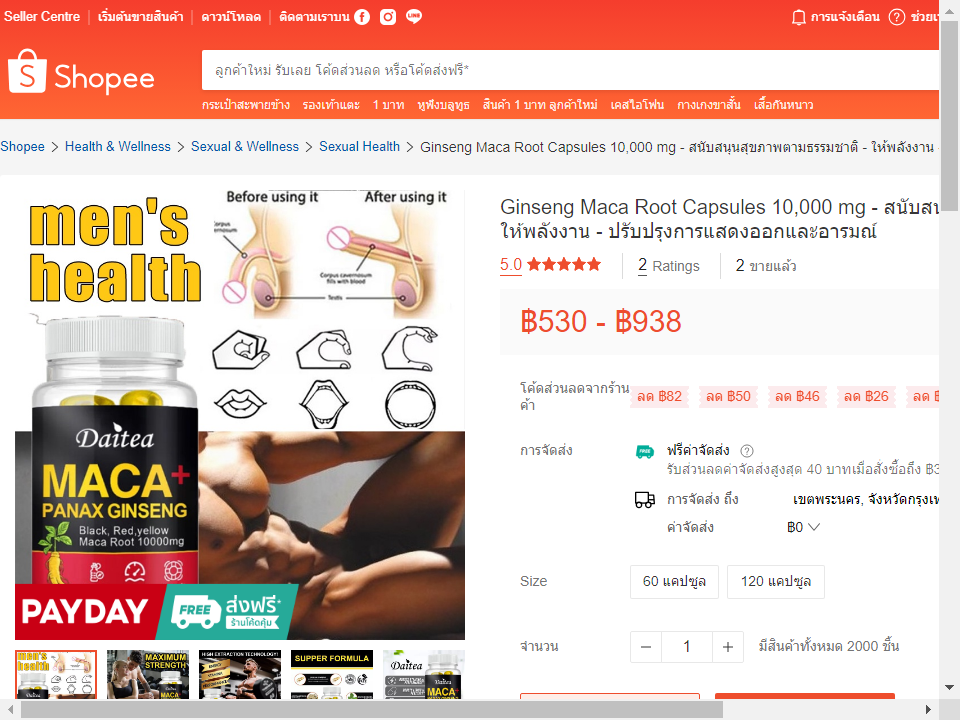 Seller Centre เริ่มต้นขายสินค้า ดาวน์โหลด ติดตามเราบน LINE การแจ้งเตือน
Shopee
ลูกค้าใหม่ รับเลย โค้ดส่วนลด หรือโค้ดส่งฟรี*
กระเป๋าสะพายข้าง รองเท้าแตะ 1 บาท หูฟังบลูทูธ สินค้า 1 บาท ลูกค้าใหม่ เคสไอโฟน กางเกงขาสั้น เสื้อกันหนาว
Shopee > Health & Wellness > Sexual & Wellness > Sexual Health > Ginseng Maca Root Capsules 10,000 mg - สนับสนุนสุขภาพตามธรรมชาติ - ให้พลังงาน
men's
health
Before using it
After using it
Corpus cavernosum
fills with blood
Testis
Daitea
MACA+
PANAX GINSENG
Black, Red,yellow
Maca Root 10000mg
PAYDAY
FREE ส่งฟรี*
ร้านโค้ดคุ้ม
men's
health
MAXIMUM
STRENGTH
HIGH EXTRACTION TECHNOLOGY!
SUPPER FORMULA
Daitea
MACA
Ginseng Maca Root Capsules 10,000 mg -
ให้พลังงาน - ปรับปรุงการแสดงออกและอารมณ์
5.0 2 Ratings 2 ขายแล้ว
฿530 - ฿938
โค้ดส่วนลดจากร้าน
ค้า
ลด ฿82 ลด ฿50 ลด ฿46 ลด ฿26 ลด
การจัดส่ง
FREE ฟรีค่าจัดส่ง
รับส่วนลดค่าจัดส่งสูงสุด 40 บาทเมื่อสั่งซื้อถึง
การจัดส่ง ถึง เขตพระนคร,
ค่าจัดส่ง ฿0
Size 60 แคปซูล 120 แคปซูล
จำนวน 1 มีสินค้าทั้งหมด 2000 ชิ้น